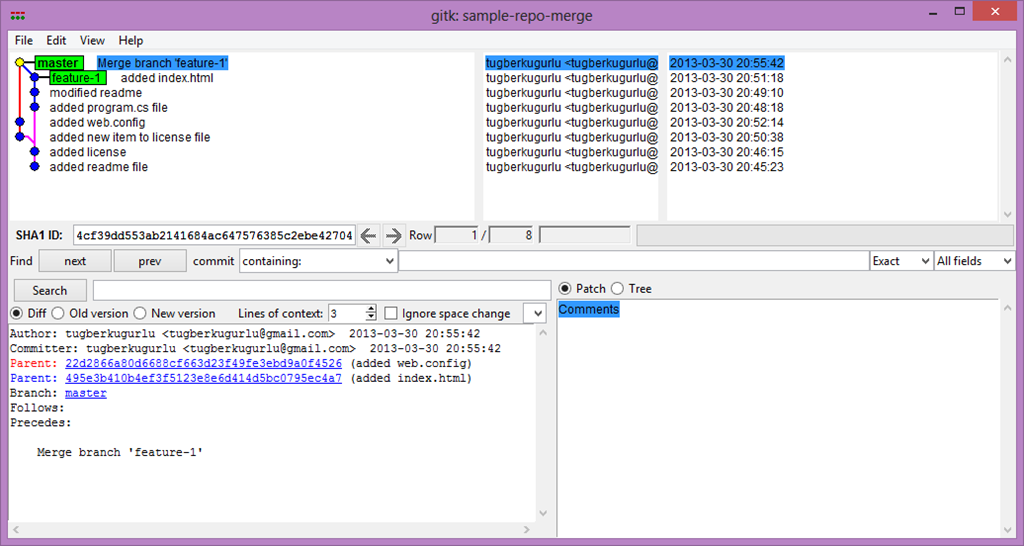 gitk: sample-repo-merge
File Edit View Help
master Merge branch 'feature-1' tugberkugurlu <tugberkugurlu@ 2013-03-30 20:55:42
feature-1 added index.html tugberkugurlu <tugberkugurlu@ 2013-03-30 20:51:18
modified readme tugberkugurlu <tugberkugurlu@ 2013-03-30 20:49:10
added program.cs file tugberkugurlu <tugberkugurlu@ 2013-03-30 20:48:18
added web.config tugberkugurlu <tugberkugurlu@ 2013-03-30 20:52:14
added new item to license file tugberkugurlu <tugberkugurlu@ 2013-03-30 20:50:38
added license tugberkugurlu <tugberkugurlu@ 2013-03-30 20:46:15
added readme file tugberkugurlu <tugberkugurlu@ 2013-03-30 20:45:23
SHA1 ID: 4cf39dd553ab2141684ac647576385c2ebe42704 Row 1 / 8
Find next prev commit containing: Exact All fields
Search
Patch Tree
Diff Old version New version Lines of context: 3 Ignore space change
Comments
Author: tugberkugurlu <tugberkugurlu@gmail.com> 2013-03-30 20:55:42
Committer: tugberkugurlu <tugberkugurlu@gmail.com> 2013-03-30 20:55:42
Parent: 22d2866a80d6688cf663d23f49fe3ebd9a0f4526 (added web.config)
Parent: 495e3b410b4ef3f5123e8e6d414d5bc0795ec4a7 (added index.html)
Branch: master
Follows:
Precedes:
Merge branch 'feature-1'